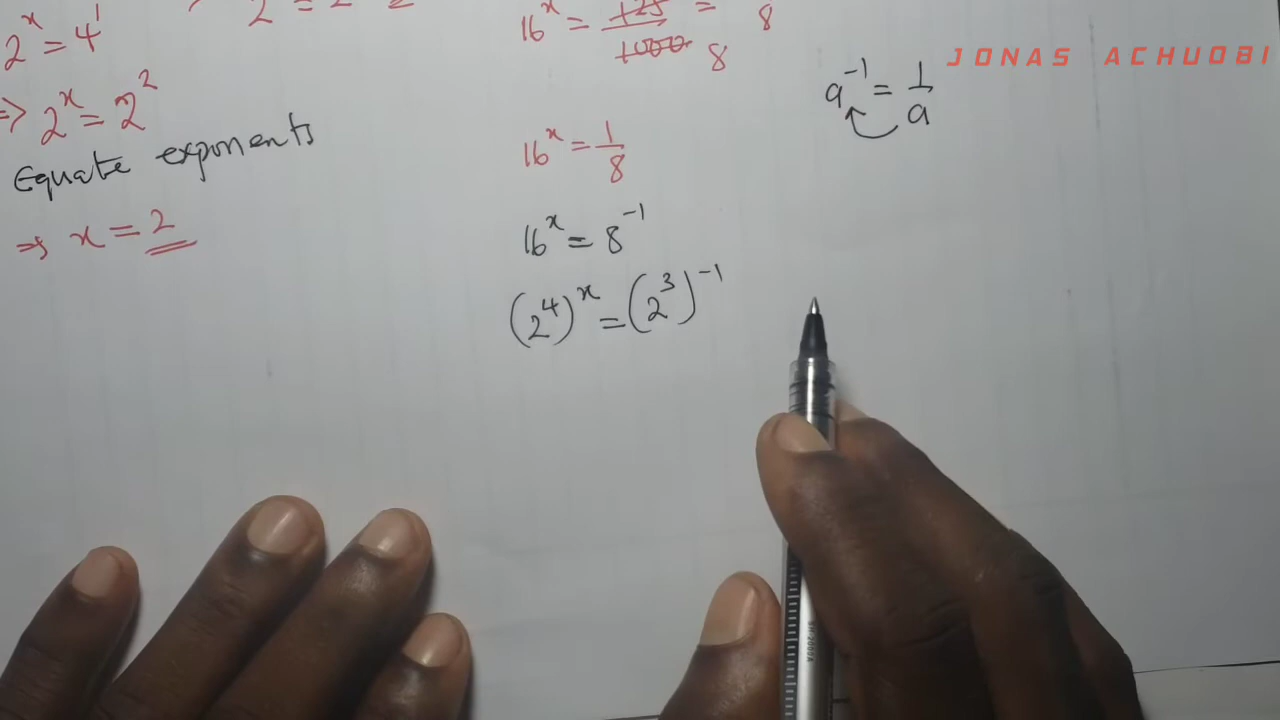 2^x = 4^1
=> 2^x = 2^2
Equate exponents
=> x = 2
16^x = 125/1000 = 8
8
16^x = 1/8
16^x = 8^-1
(2^4)^x = (2^3)^-1
a^-1 = 1/a
JONAS ACHUOBI